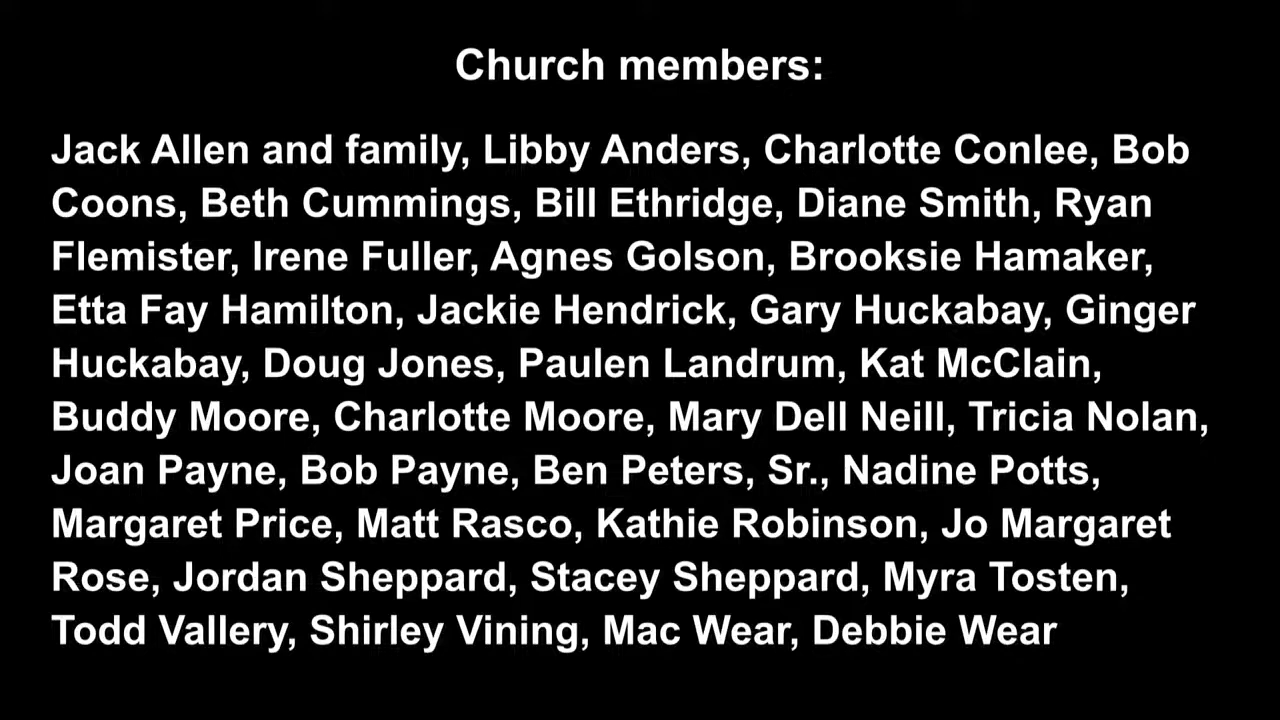 Church members:
Jack Allen and family, Libby Anders, Charlotte Conlee, Bob
Coons, Beth Cummings, Bill Ethridge, Diane Smith, Ryan
Flemister, Irene Fuller, Agnes Golson, Brooksie Hamaker,
Etta Fay Hamilton, Jackie Hendrick, Gary Huckabay, Ginger
Huckabay, Doug Jones, Paulen Landrum, Kat McClain,
Buddy Moore, Charlotte Moore, Mary Dell Neill, Tricia Nolan,
Joan Payne, Bob Payne, Ben Peters, Sr., Nadine Potts,
Margaret Price, Matt Rasco, Kathie Robinson, Jo Margaret
Rose, Jordan Sheppard, Stacey Sheppard, Myra Tosten,
Todd Vallery, Shirley Vining, Mac Wear, Debbie Wear